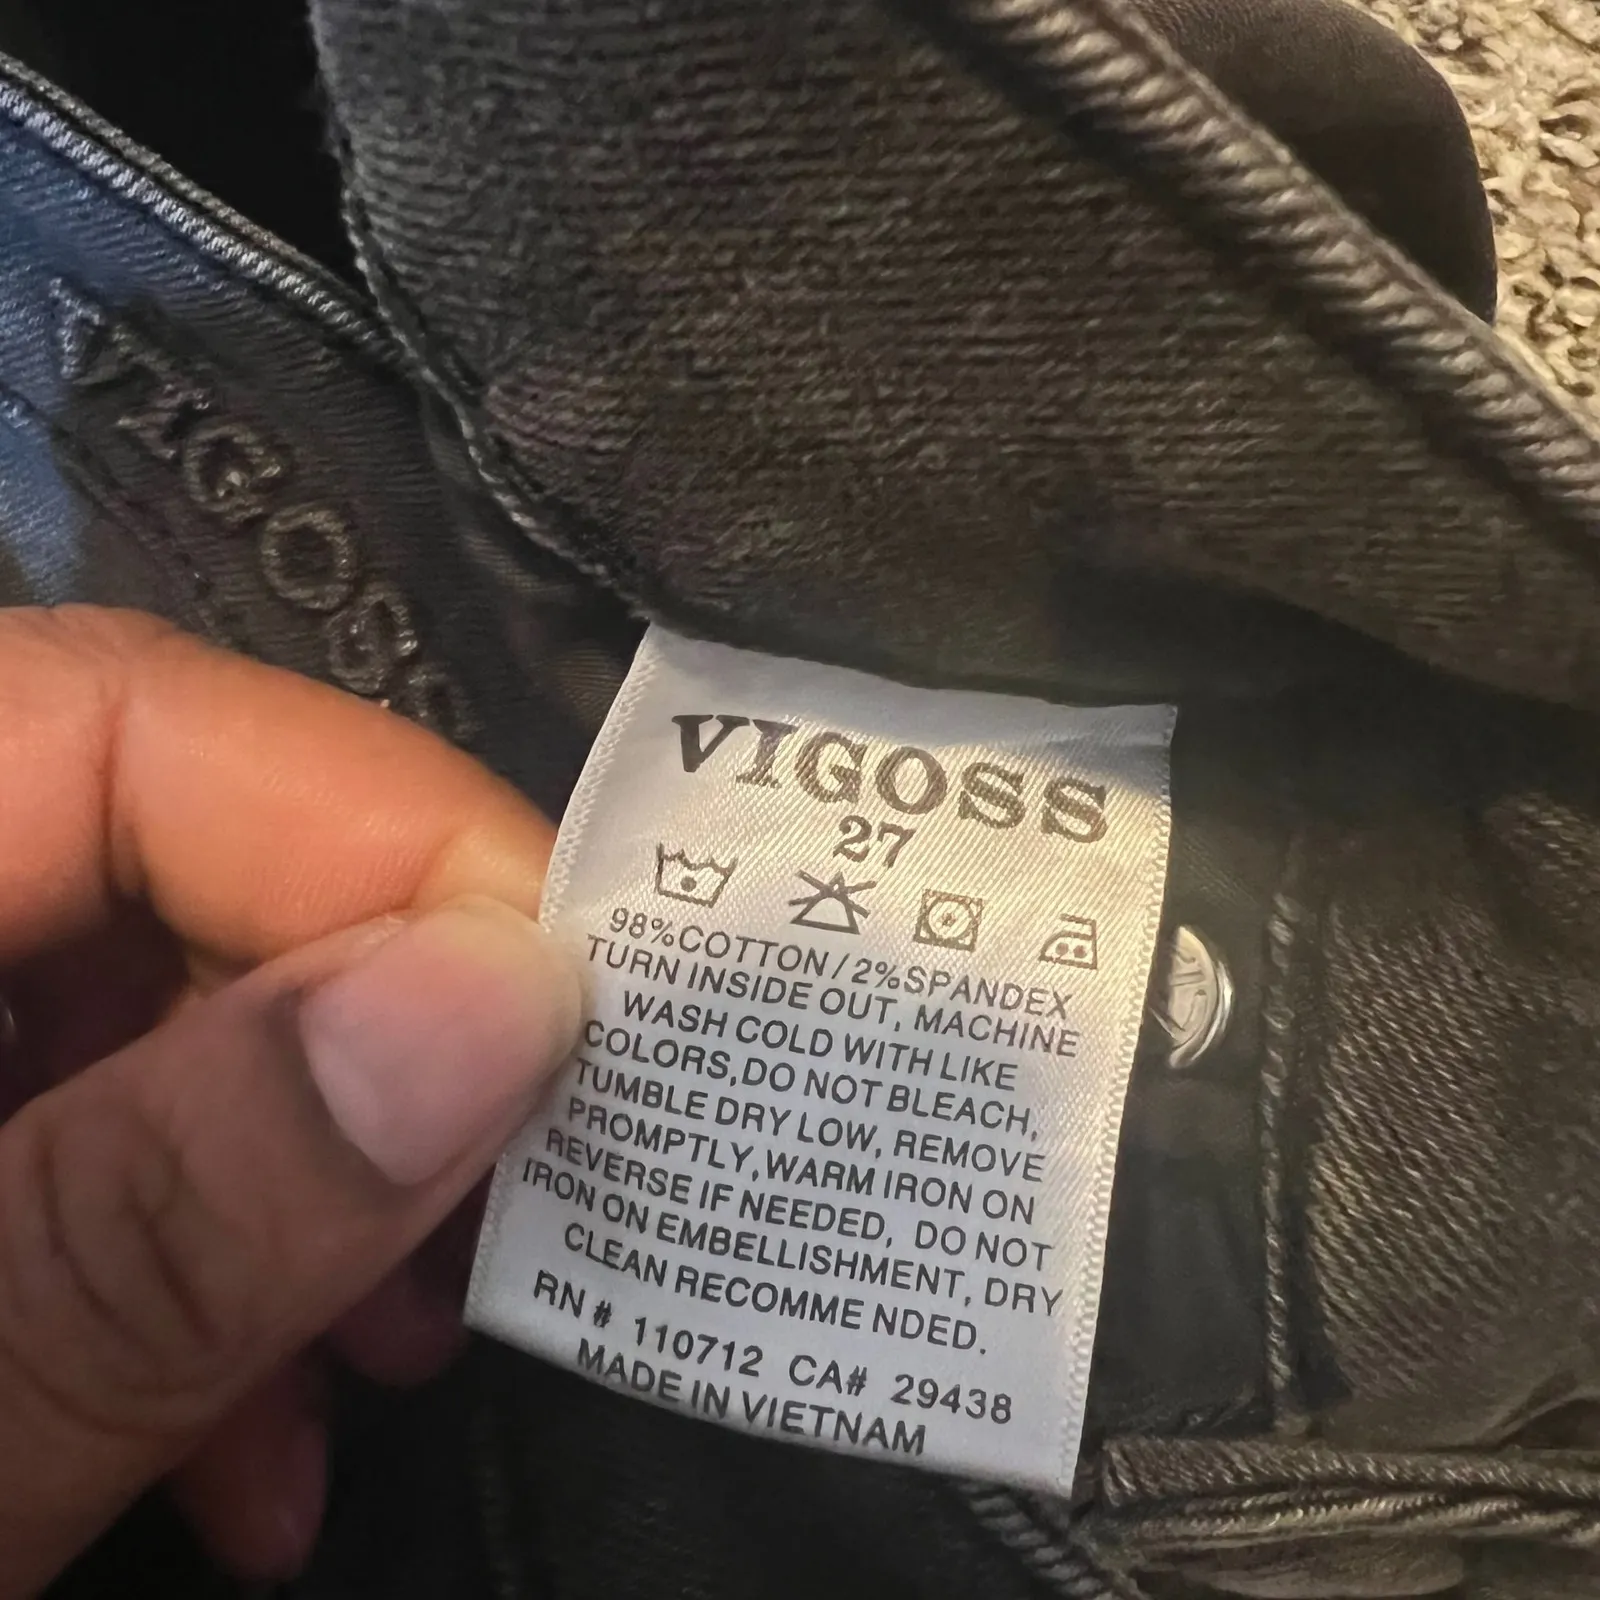 VIGOSS
VIGOSS
27
98%COTTON/2%SPANDEX
TURN INSIDE OUT, MACHINE
WASH COLD WITH LIKE
COLORS,DO NOT BLEACH,
TUMBLE DRY LOW, REMOVE
PROMPTLY,WARM IRON ON
REVERSE IF NEEDED, DO NOT
IRON ON EMBELLISHMENT, DRY
CLEAN RECOMME NDED.
RN # 110712 CA# 29438
MADE IN VIETNAM